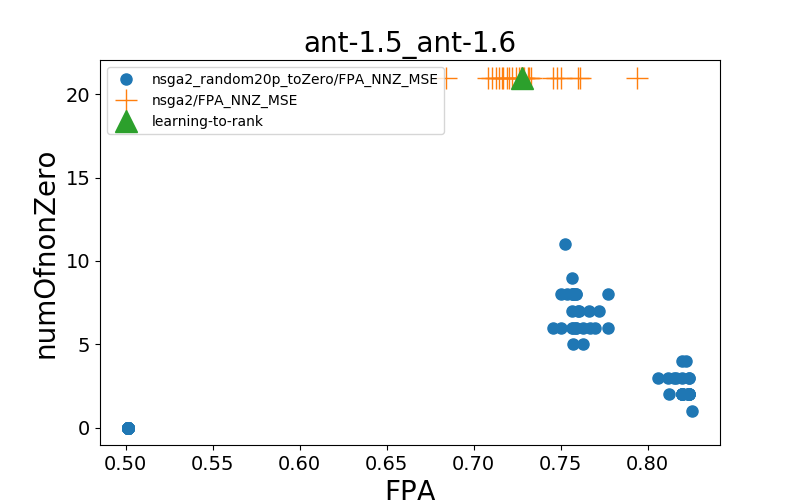 ant-1.5_ant-1.6
nsga2_random20p_toZero/FPA_NNZ_MSE
nsga2/FPA_NNZ_MSE
learning-to-rank
numOfnonZero
20
15
10
5
0
0.50 0.55 0.60 0.65 0.70 0.75 0.80
FPA